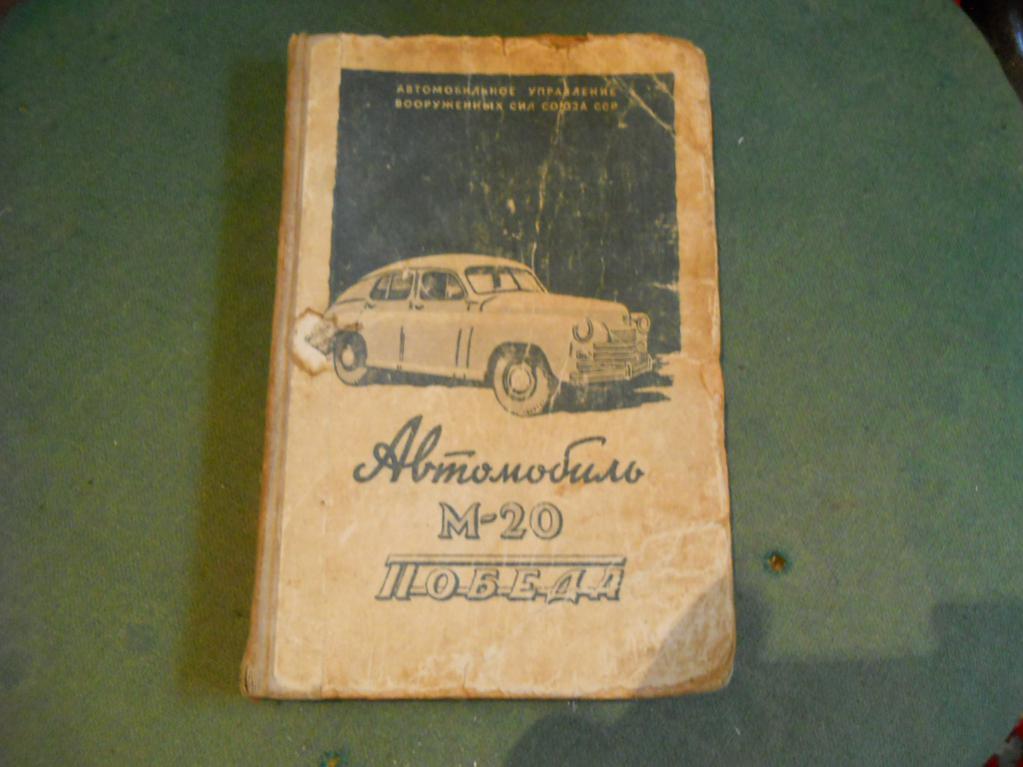 АВТОМОБИЛЬНОЕ УПРАВЛЕНИЕ
ВООРУЖЕННЫХ СИЛ СОЮЗА ССР
Автомобиль
М-20
ПОБЕДА